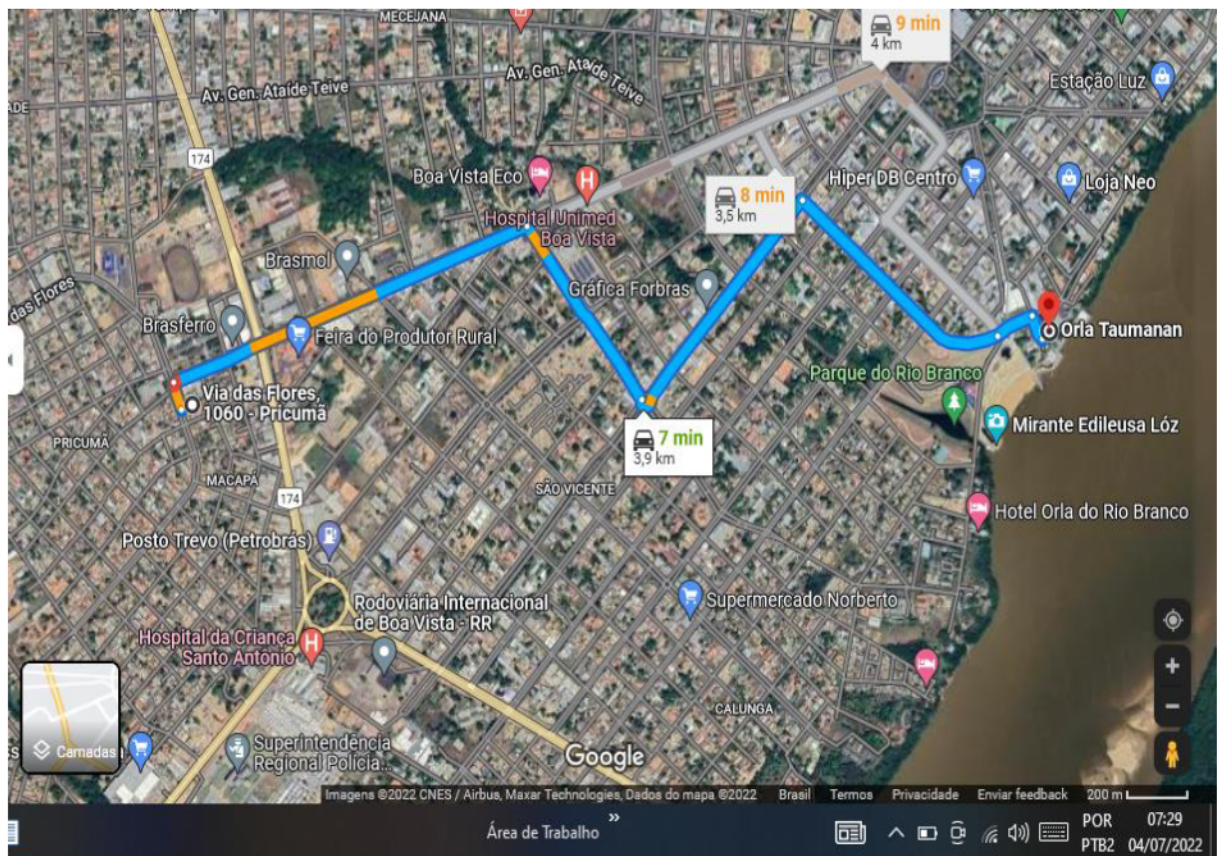 MECEJANA
9 min
4 km
Av. Gen. Ataíde Teive
Av. Gen. Ataíde Teive
Estação Luz
ADE
174
Boa Vista Eco
H
8 min
3,5 km
Hiper DB Centro
Loja Neo
Hospital Unimed
Boa Vista
Brasmol
das Flores
Gráfica Forbras
Brasferro
Feira do Produtor Rural
Orla Taumanan
Via das Flores,
1060 - Pricumã
Parque do Rio Branco
PRICUMÃ
7 min
3,9 km
Mirante Edileusa Lóz
MACAPÁ
SÃO VICENTE
174
Hotel Orla do Rio Branco
Posto Trevo (Petrobrás)
Rodoviária Internacional
de Boa Vista - RR
Supermercado Norberto
Hospital da Criança
Santo Antônio
H
CALUNGA
Camadas
Superintendência
Regional Polícia...
Google
Imagens ©2022 CNES / Airbus, Maxar Technologies, Dados do mapa ©2022 Brasil Termos Privacidade Enviar feedback 200 m
Área de Trabalho »
POR 07:29
PTB2 04/07/2022